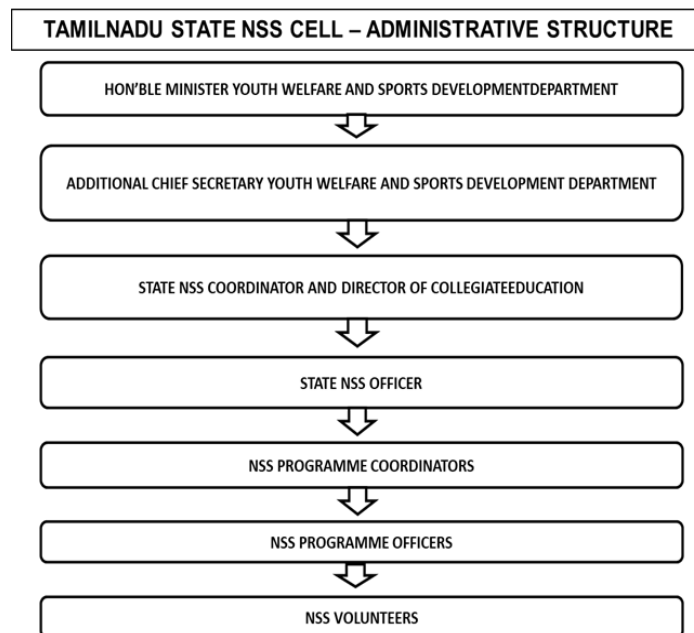 TAMILNADU STATE NSS CELL – ADMINISTRATIVE STRUCTURE
HON'BLE MINISTER YOUTH WELFARE AND SPORTS DEVELOPMENTDEPARTMENT
ADDITIONAL CHIEF SECRETARY YOUTH WELFARE AND SPORTS DEVELOPMENT DEPARTMENT
STATE NSS COORDINATOR AND DIRECTOR OF COLLEGIATEEDUCATION
STATE NSS OFFICER
NSS PROGRAMME COORDINATORS
NSS PROGRAMME OFFICERS
NSS VOLUNTEERS